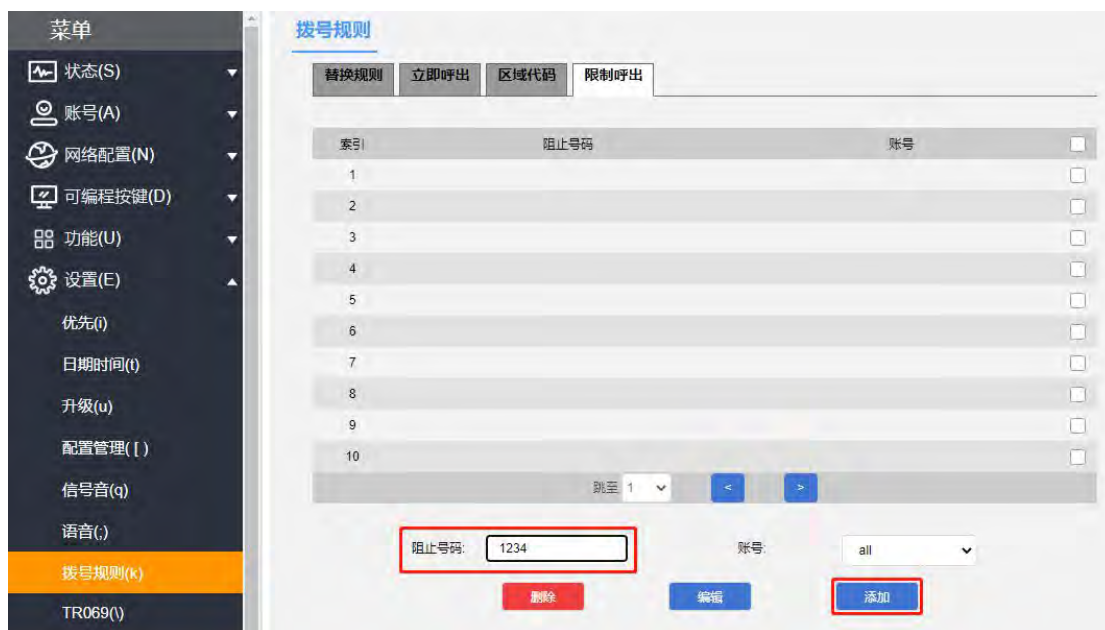 菜单
状态(S)
账号(A)
网络配置(N)
可编程按键(D)
功能(U)
设置(E)
优先(i)
日期时间(t)
升级(u)
配置管理( [ )
信号音(q)
语音(;)
拨号规则(k)
TR069(\)
拨号规则
替换规则 立即呼出 区域代码 限制呼出
索引 阻止号码 账号
1
2
3
4
5
6
7
8
9
10
跳至 1 < >
阻止号码: 1234 账号: all
删除 编辑 添加